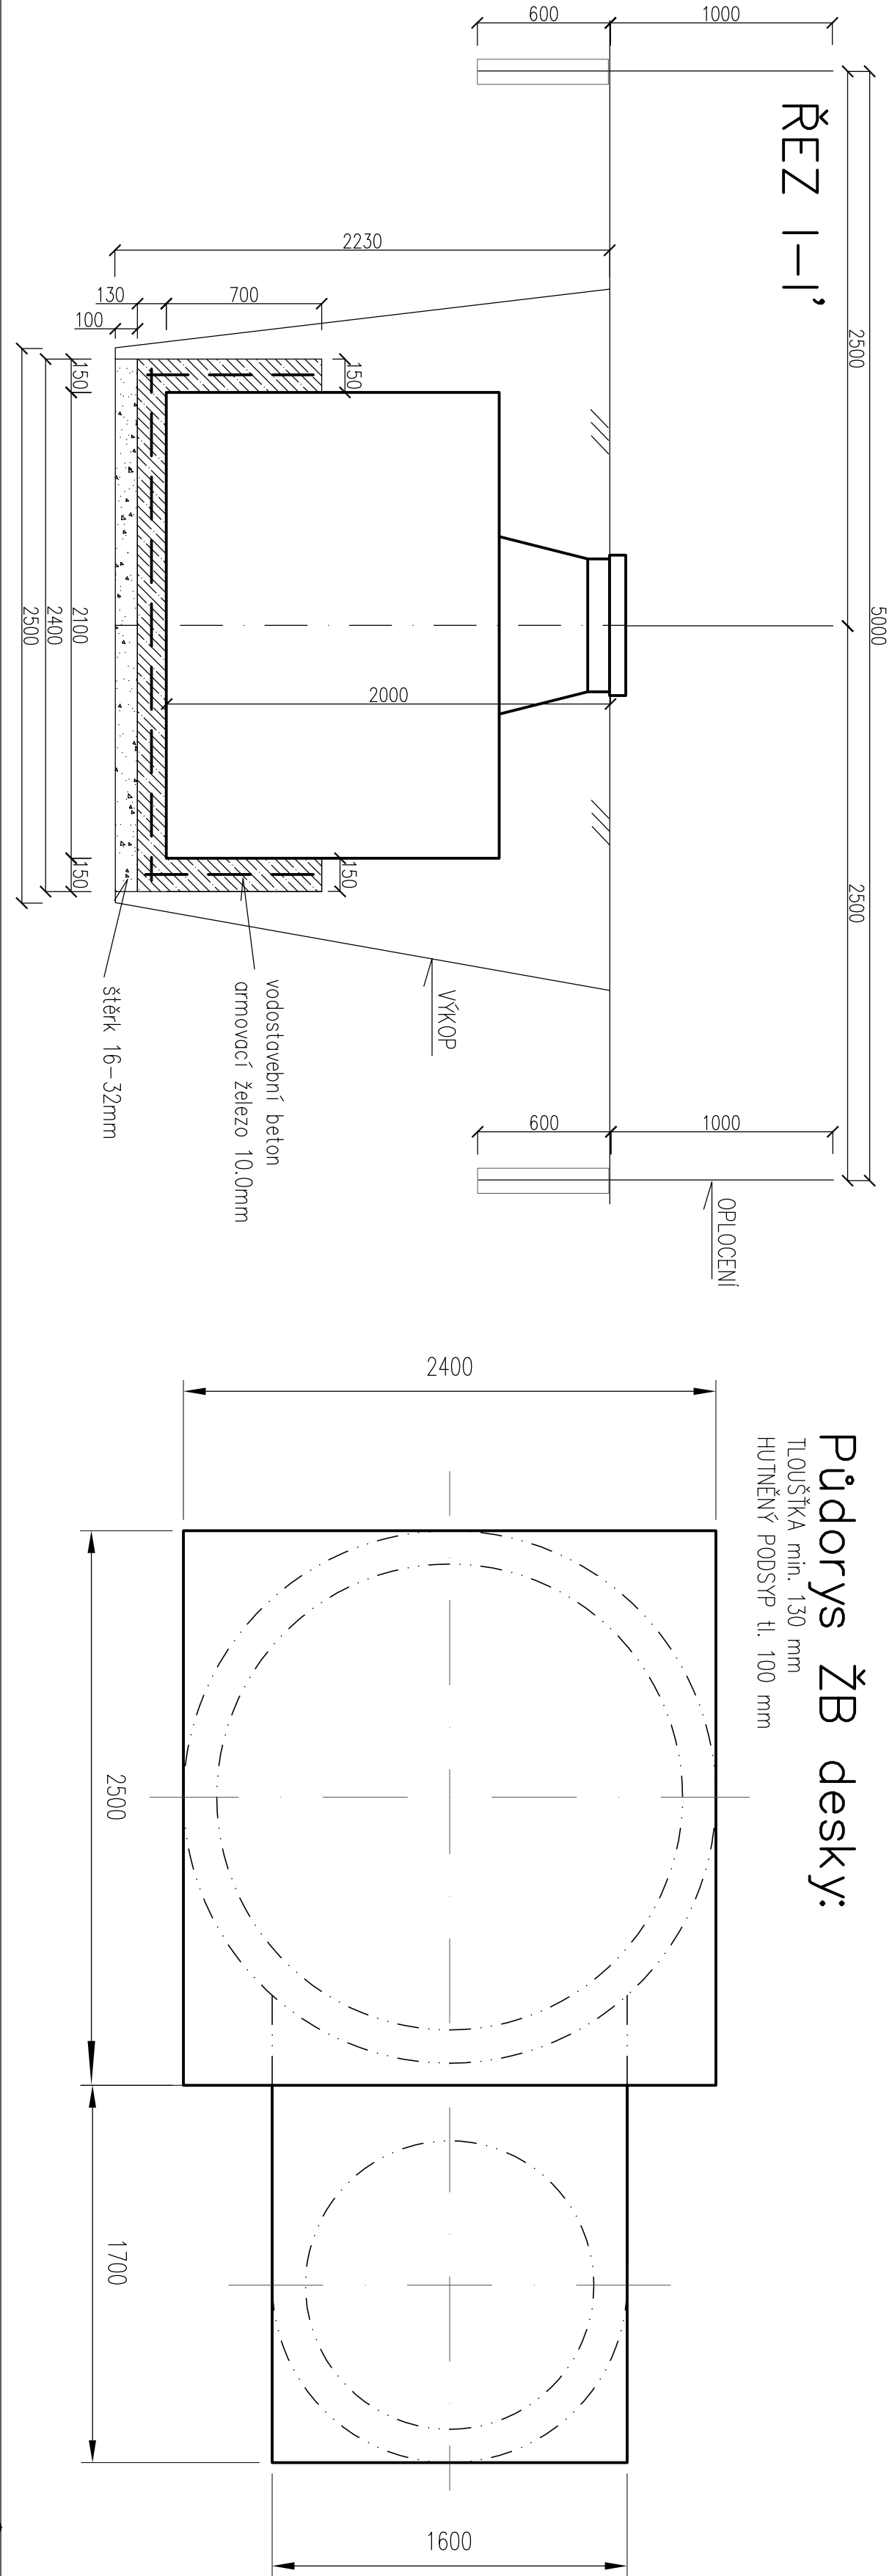 ŘEZ I–I'
5000
2500
2500
1000
600
1000
600
OPLOCENÍ
2230
700
130
100
150
150
2000
150
150
2100
2400
2500
VÝKOP
vodostavební beton
armovací železo 10.0mm
štěrk 16-32mm
Půdorys ŽB desky:
TLOUŠŤKA min. 130 mm
HUTNĚNÝ PODSYP tl. 100 mm
2400
2500
1700
1600